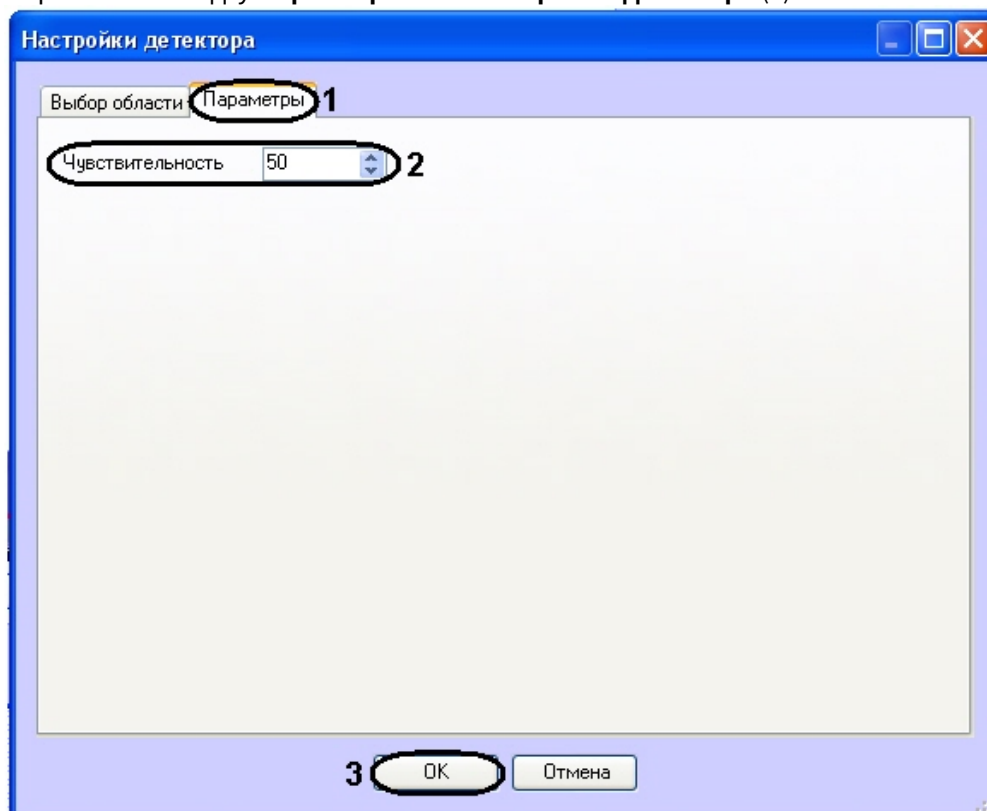 Настройки детектора
Выбор области Параметры 1
Чувствительность 50 2
3 OK Отмена